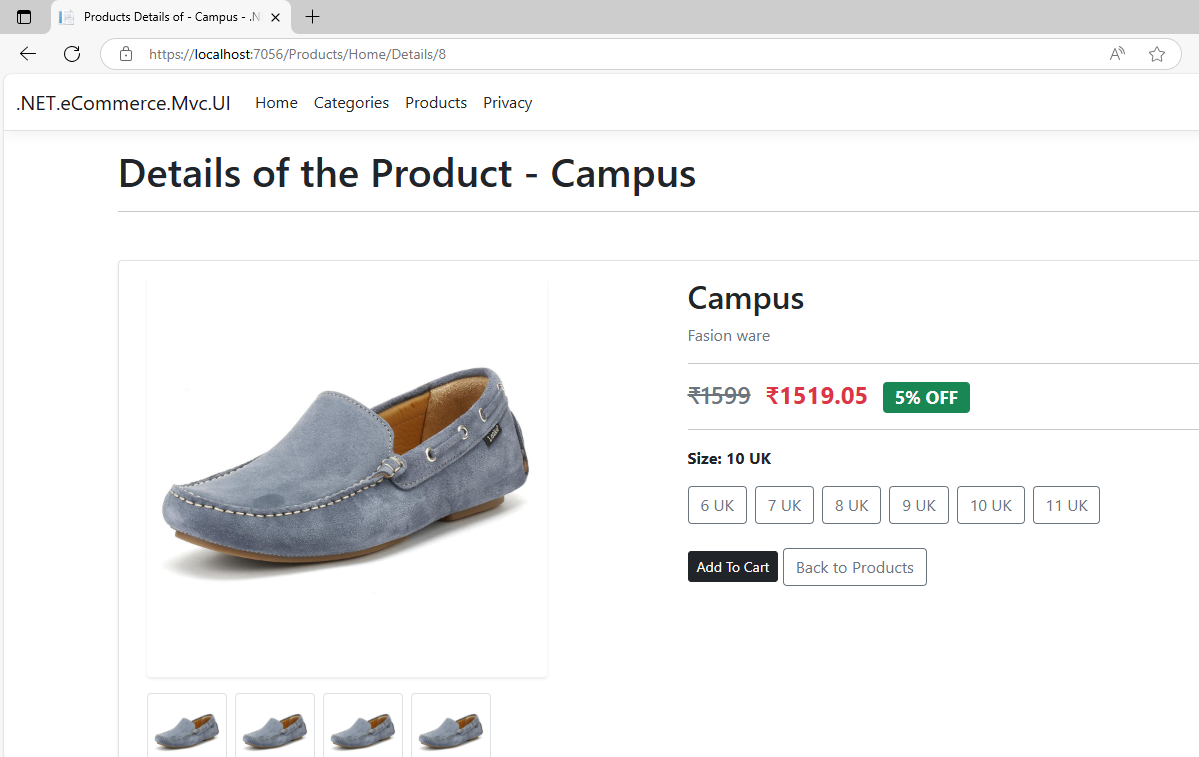 Products Details of - Campus - .N
https://localhost:7056/Products/Home/Details/8
.NET.eCommerce.Mvc.UI Home Categories Products Privacy
Details of the Product - Campus
Campus
Fasion ware
₹1599 ₹1519.05 5% OFF
Size: 10 UK
6 UK 7 UK 8 UK 9 UK 10 UK 11 UK
Add To Cart Back to Products